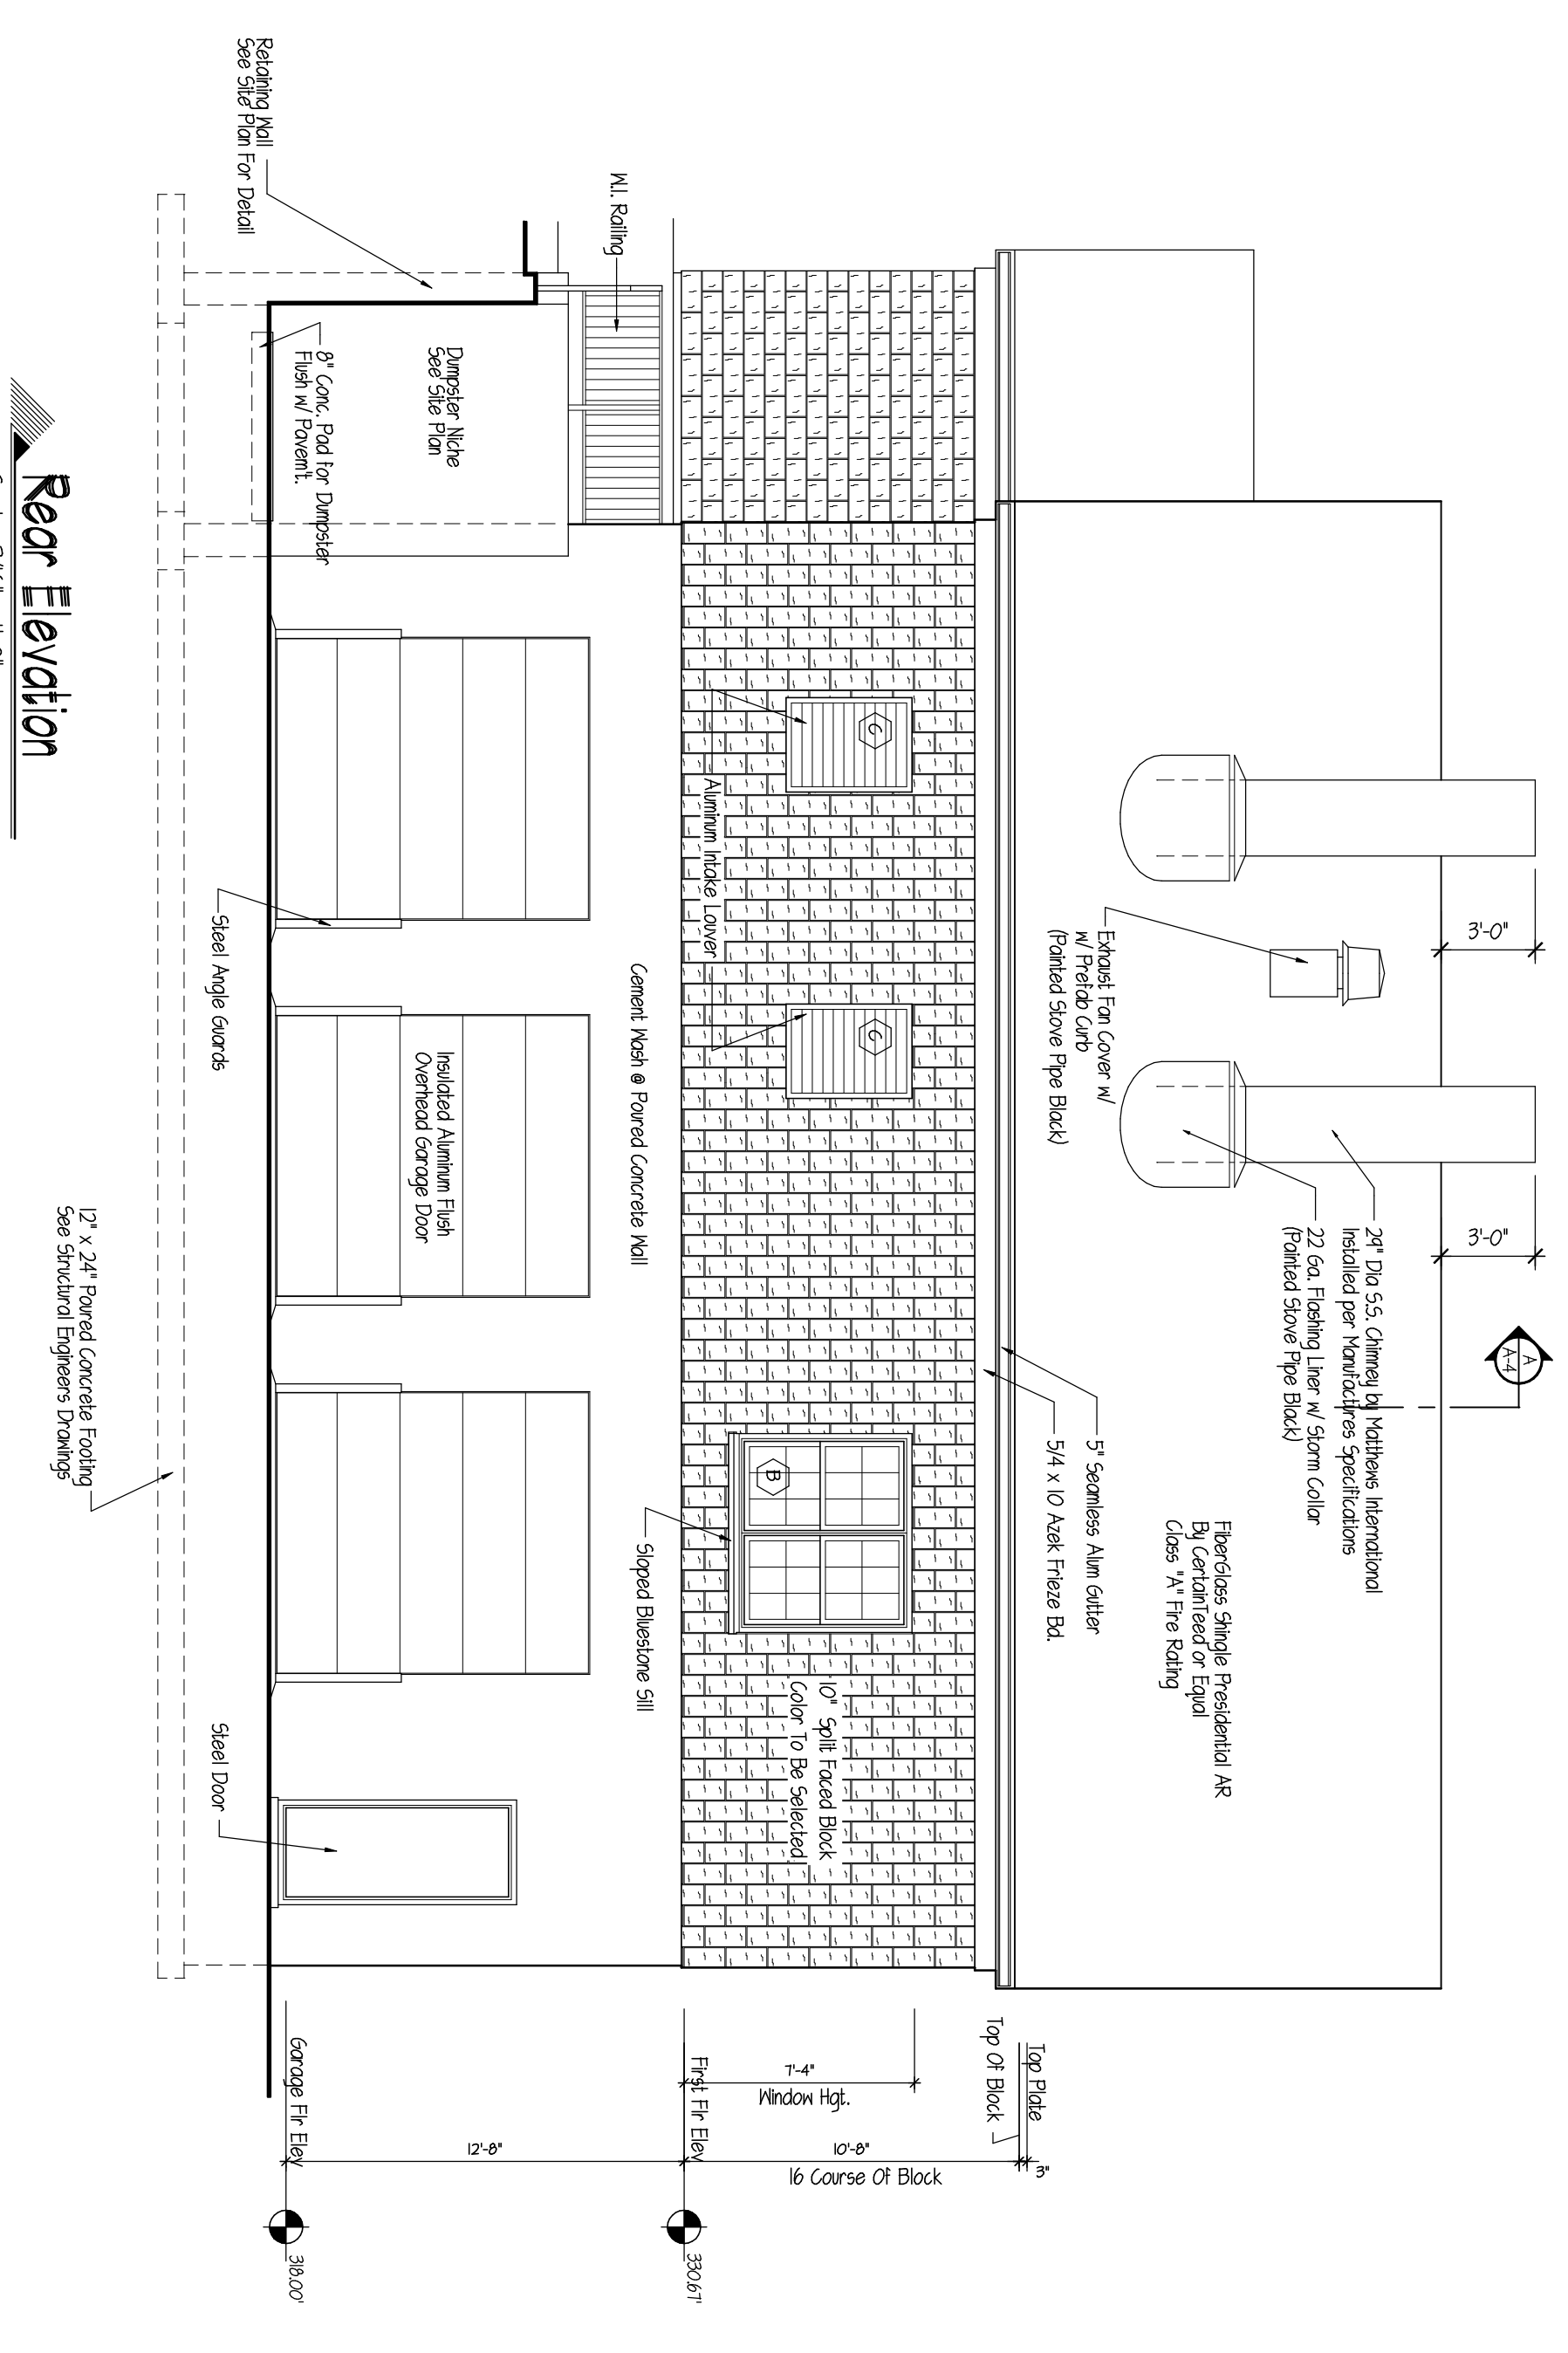 3'-0"
3'-0"
A
A-4
29" Dia S.S. Chimney by Matthews International
Installed per Manufactures Specifications
22 Ga. Flashing Liner w/ Storm Collar
(Painted Stove Pipe Black)
Exhaust Fan Cover w/
w/ Prefab Curb
(Painted Stove Pipe Black)
FiberGlass Shingle Presidential AR
By CertainTeed or Equal
Class "A" Fire Rating
5" Seamless Alum Gutter
5/4 x 10 Azek Frieze Bd.
Top Plate
Top Of Block
3"
10'-8"
16 Course Of Block
7'-4"
Window Hgt.
C
C
B
10" Split Faced Block
Color To Be Selected
Aluminum Intake Louver
First Flr Elev
330.67'
W.I. Railing
Cement Wash @ Poured Concrete Wall
Sloped Bluestone Sill
12'-8"
Dumpster Niche
See Site Plan
Insulated Aluminum Flush
Overhead Garage Door
8" Conc. Pad for Dumpster
Flush w/ Pavem't.
Garage Flr Elev
318.00'
Retaining Wall
See Site Plan For Detail
Steel Angle Guards
Steel Door
12" x 24" Poured Concrete Footing
See Structural Engineers Drawings
Rear Elevation